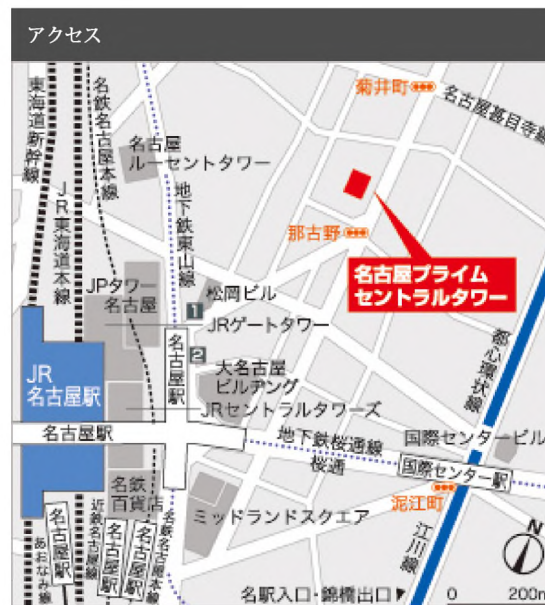 アクセス
菊井町
名古屋甚目寺線
東海道新幹線
名鉄名古屋本線
名古屋
ルーセントタワー
JR東海道本線
地下鉄東山線
那古野
名古屋プライム
セントラルタワー
JPタワー
名古屋
松岡ビル
1
JRゲートタワー
都心環状線
2
名古屋駅
大名古屋
ビルヂング
JR
名古屋駅
JRセントラルタワーズ
名古屋駅
地下鉄桜通線
桜通
国際センタービル
国際センター駅
名鉄
百貨店
泥江町
ミッドランドスクエア
名古屋駅
近鉄名古屋線
名古屋駅
名古屋駅
名鉄名古屋本線
あおなみ線
江川線
N
名駅入口・錦橋出口
0
200m